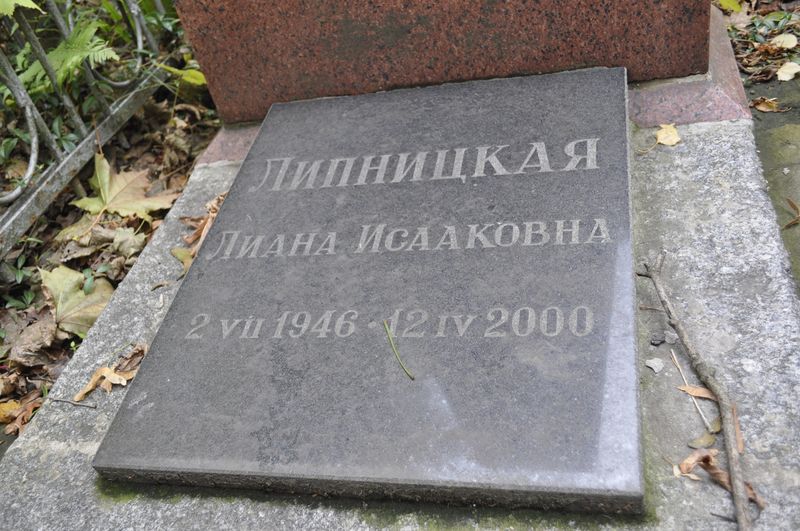 Липницкая
Лиана Исааковна
2 VII 1946 · 12 IV 2000